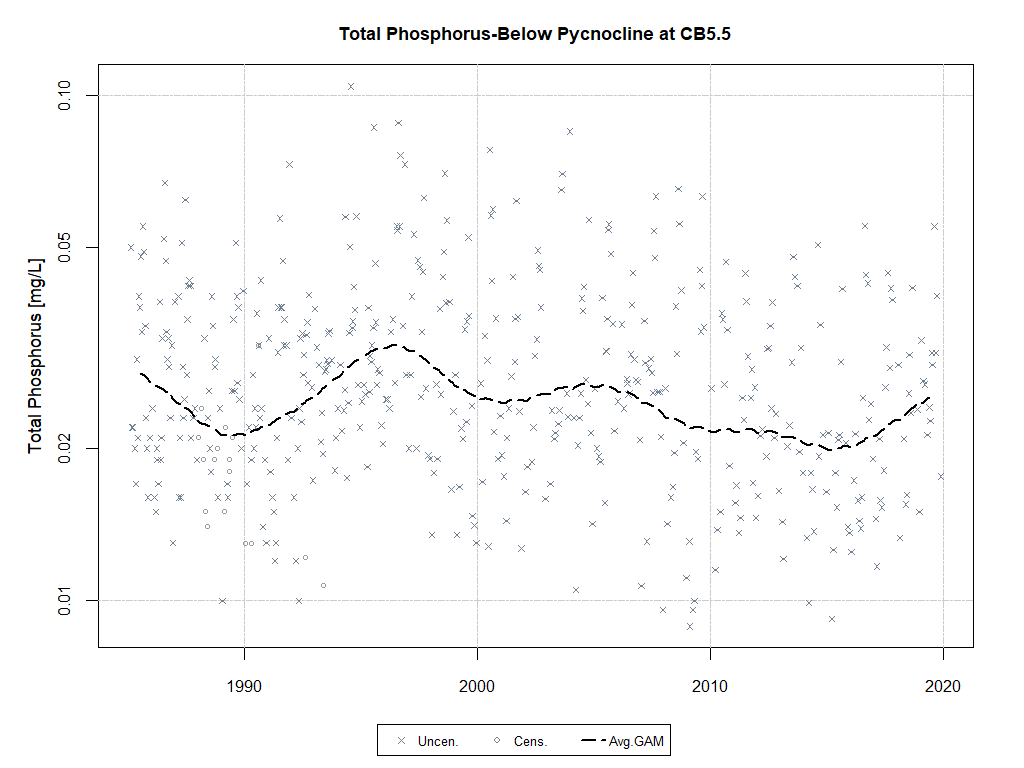 Total Phosphorus-Below Pycnocline at CB5.5
Total Phosphorus [mg/L]
0.10
0.05
0.02
0.01
1990 2000 2010 2020
Uncen. Cens. Avg.GAM